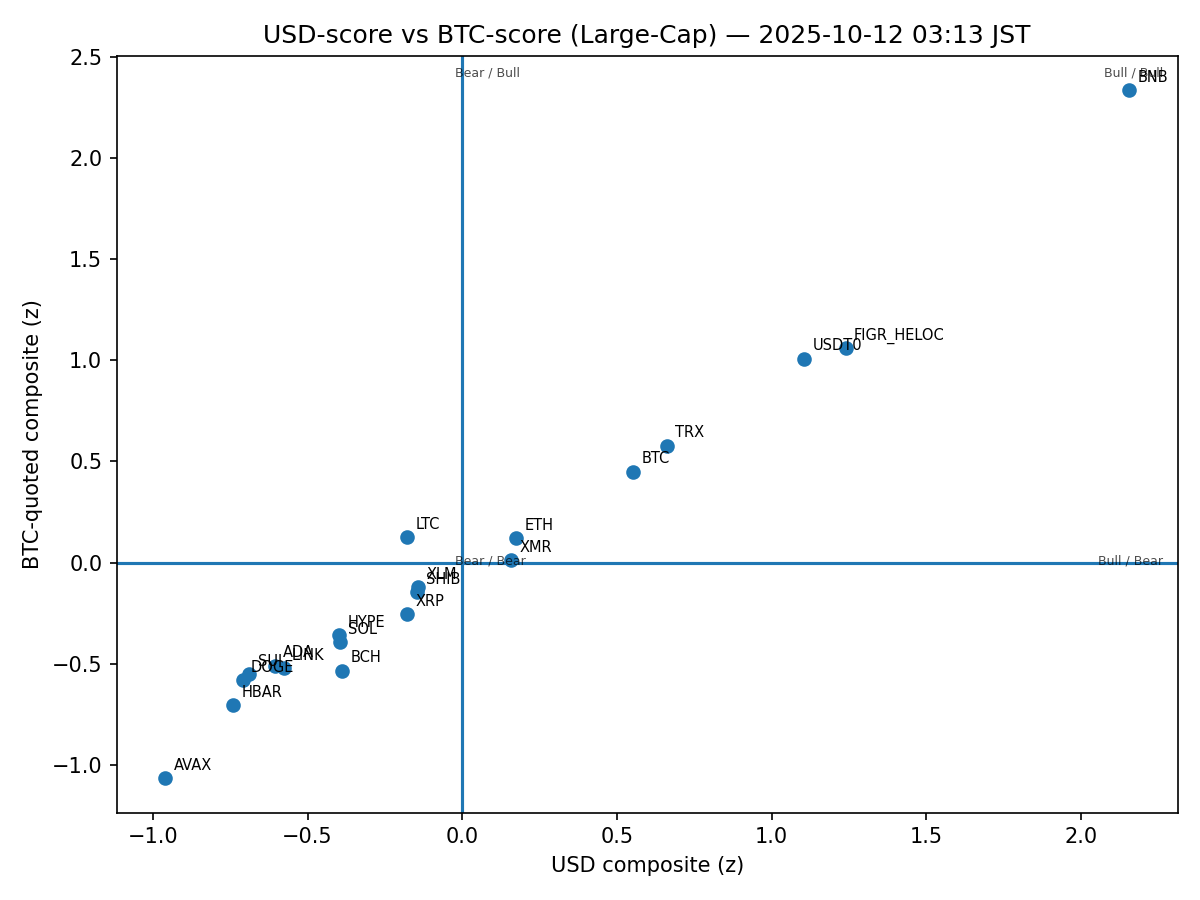 USD-score vs BTC-score (Large-Cap) — 2025-10-12 03:13 JST
2.5
Bear / Bull
Bull / Bull
BNB
2.0
1.5
FIGR_HELOC
USDT0
1.0
TRX
BTC
0.5
LTC
ETH
XMR
0.0
Bear / Bear
Bull / Bear
XLM
SHIB
XRP
HYPE
SOL
−0.5
ADA
LINK
BCH
SUI
DOGE
HBAR
−1.0
AVAX
−1.0
−0.5
0.0
0.5
1.0
1.5
2.0
USD composite (z)
BTC-quoted composite (z)